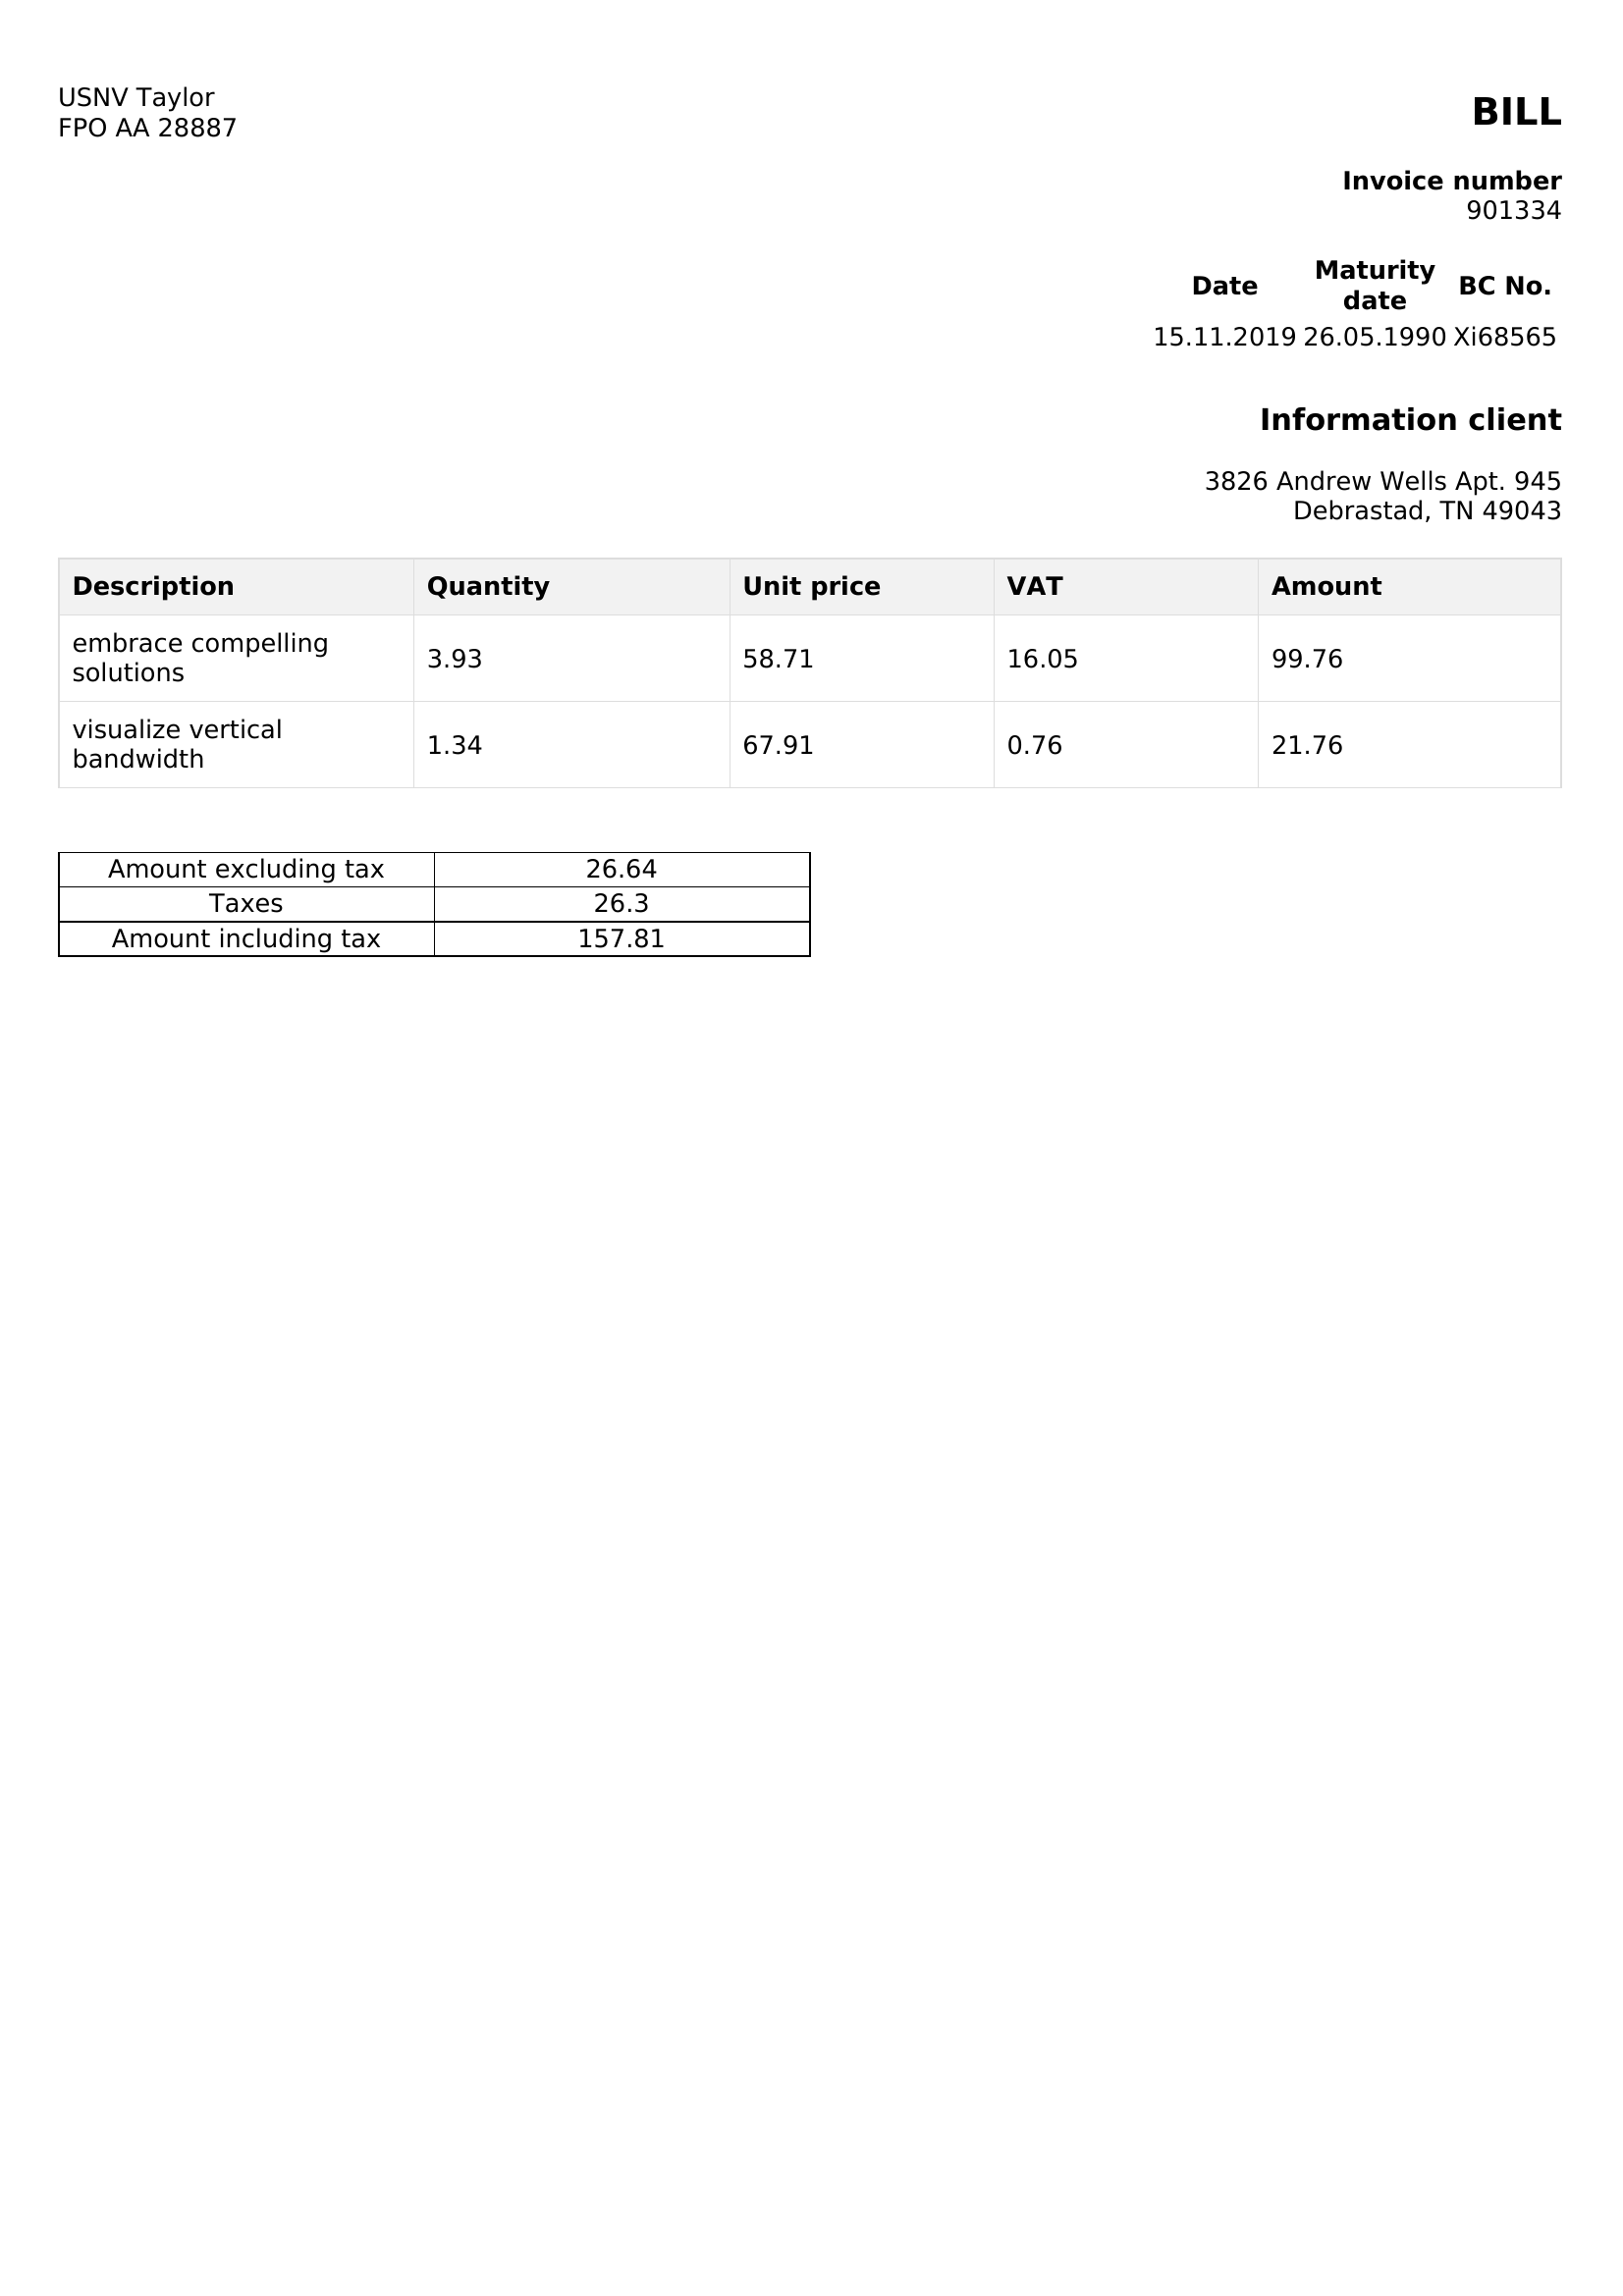 USNV Taylor
FPO AA 28887
BILL
Invoice number
901334
Date Maturity date BC No.
15.11.2019 26.05.1990 Xi68565
Information client
3826 Andrew Wells Apt. 945
Debrastad, TN 49043
Description Quantity Unit price VAT Amount
embrace compelling
solutions 3.93 58.71 16.05 99.76
visualize vertical
bandwidth 1.34 67.91 0.76 21.76
Amount excluding tax 26.64
Taxes 26.3
Amount including tax 157.81